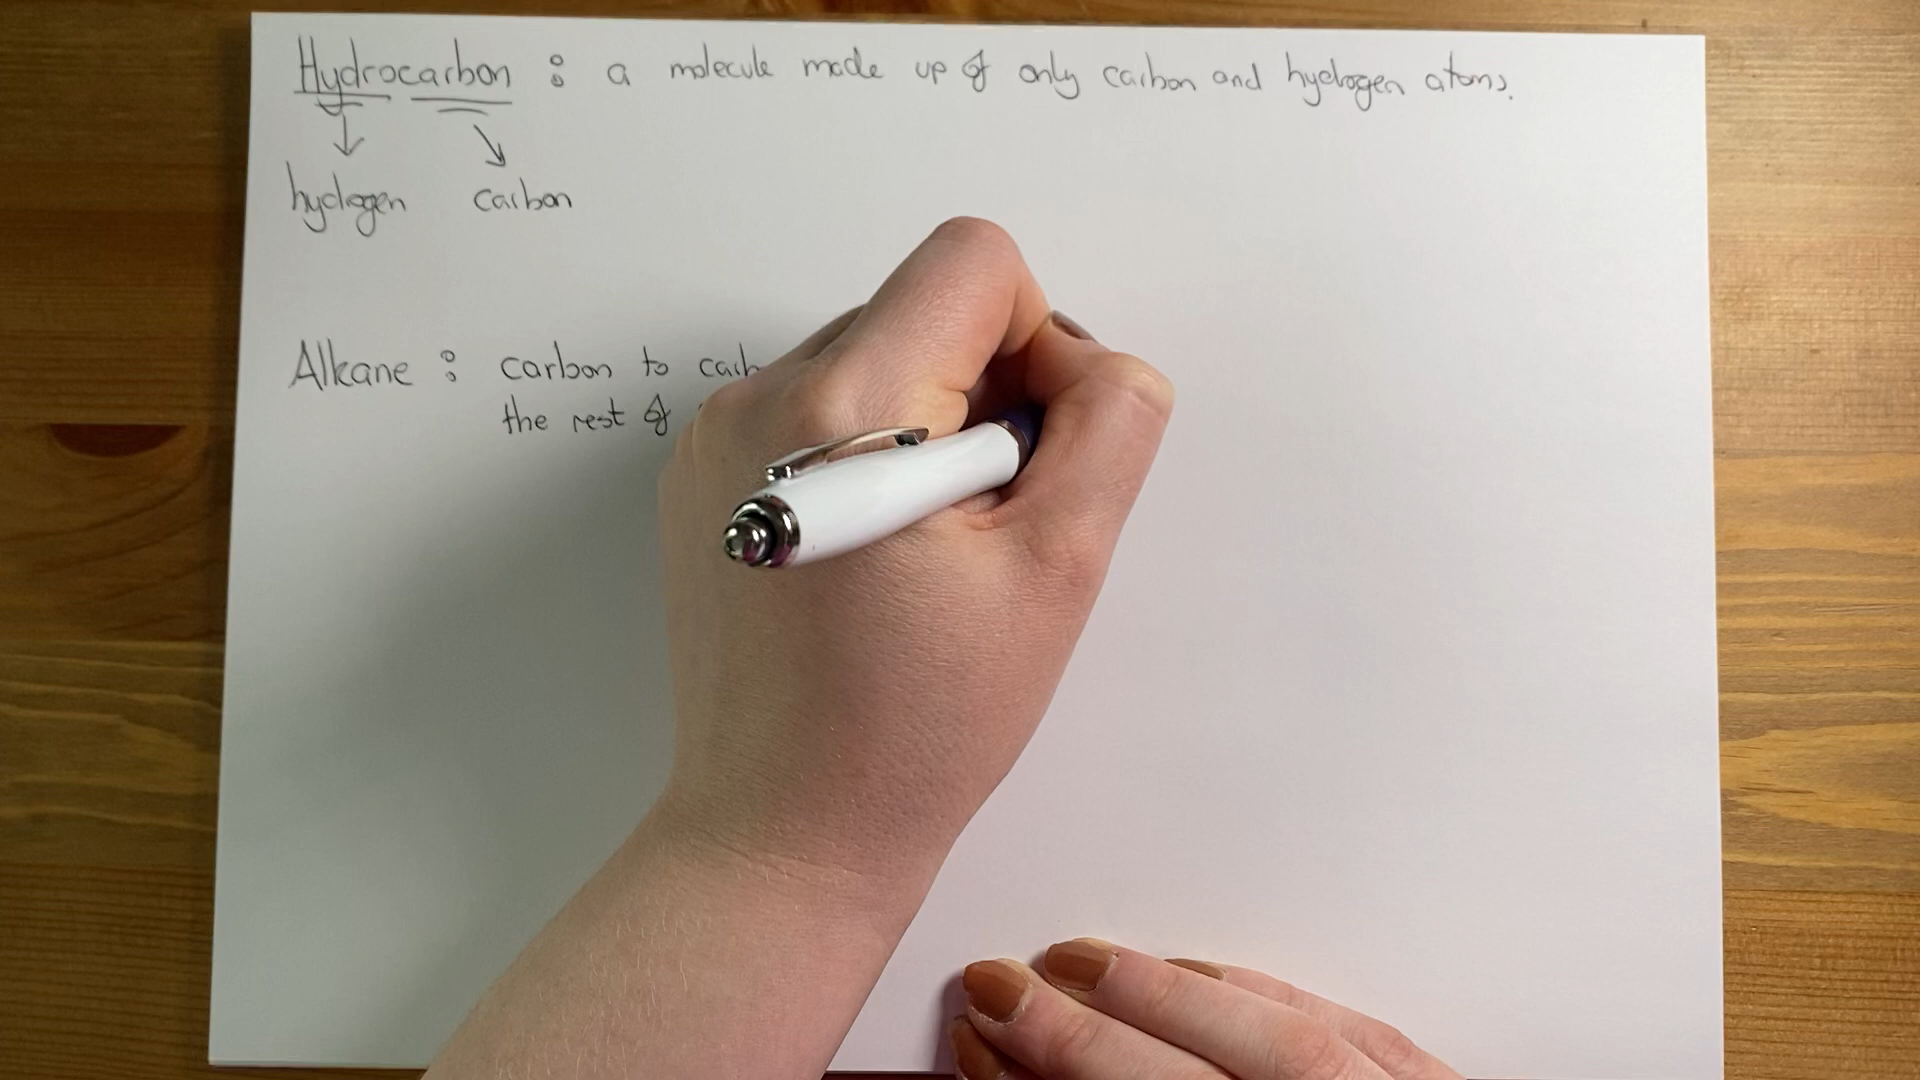 Hydrocarbon : a molecule made up of only carbon and hydrogen atoms.
hydrogen carbon
Alkane : carbon to
the rest of